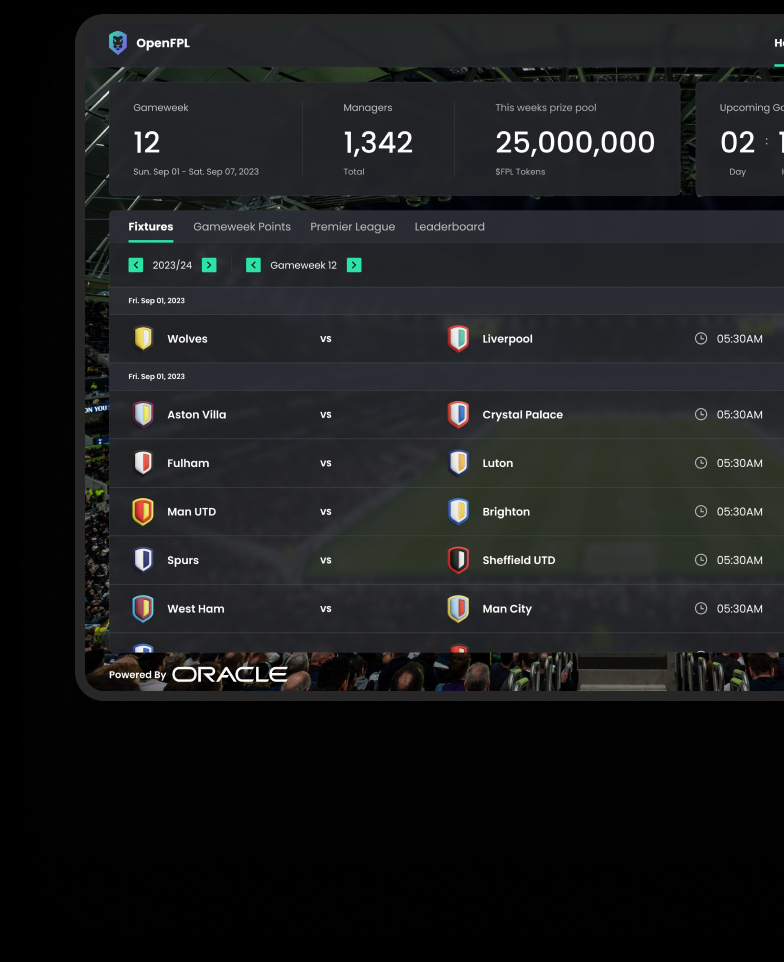 OpenFPL
Gameweek
12
Sun. Sep 01 - Sat. Sep 07, 2023
Managers
1,342
Total
This weeks prize pool
25,000,000
$FPL Tokens
Upcoming
02 :
Day
Fixtures Gameweek Points Premier League Leaderboard
2023/24 Gameweek 12
Fri. Sep 01, 2023
Wolves vs Liverpool 05:30AM
Fri. Sep 01, 2023
Aston Villa vs Crystal Palace 05:30AM
Fulham vs Luton 05:30AM
Man UTD vs Brighton 05:30AM
Spurs vs Sheffield UTD 05:30AM
West Ham vs Man City 05:30AM
ON YOU
Powered By ORACLE